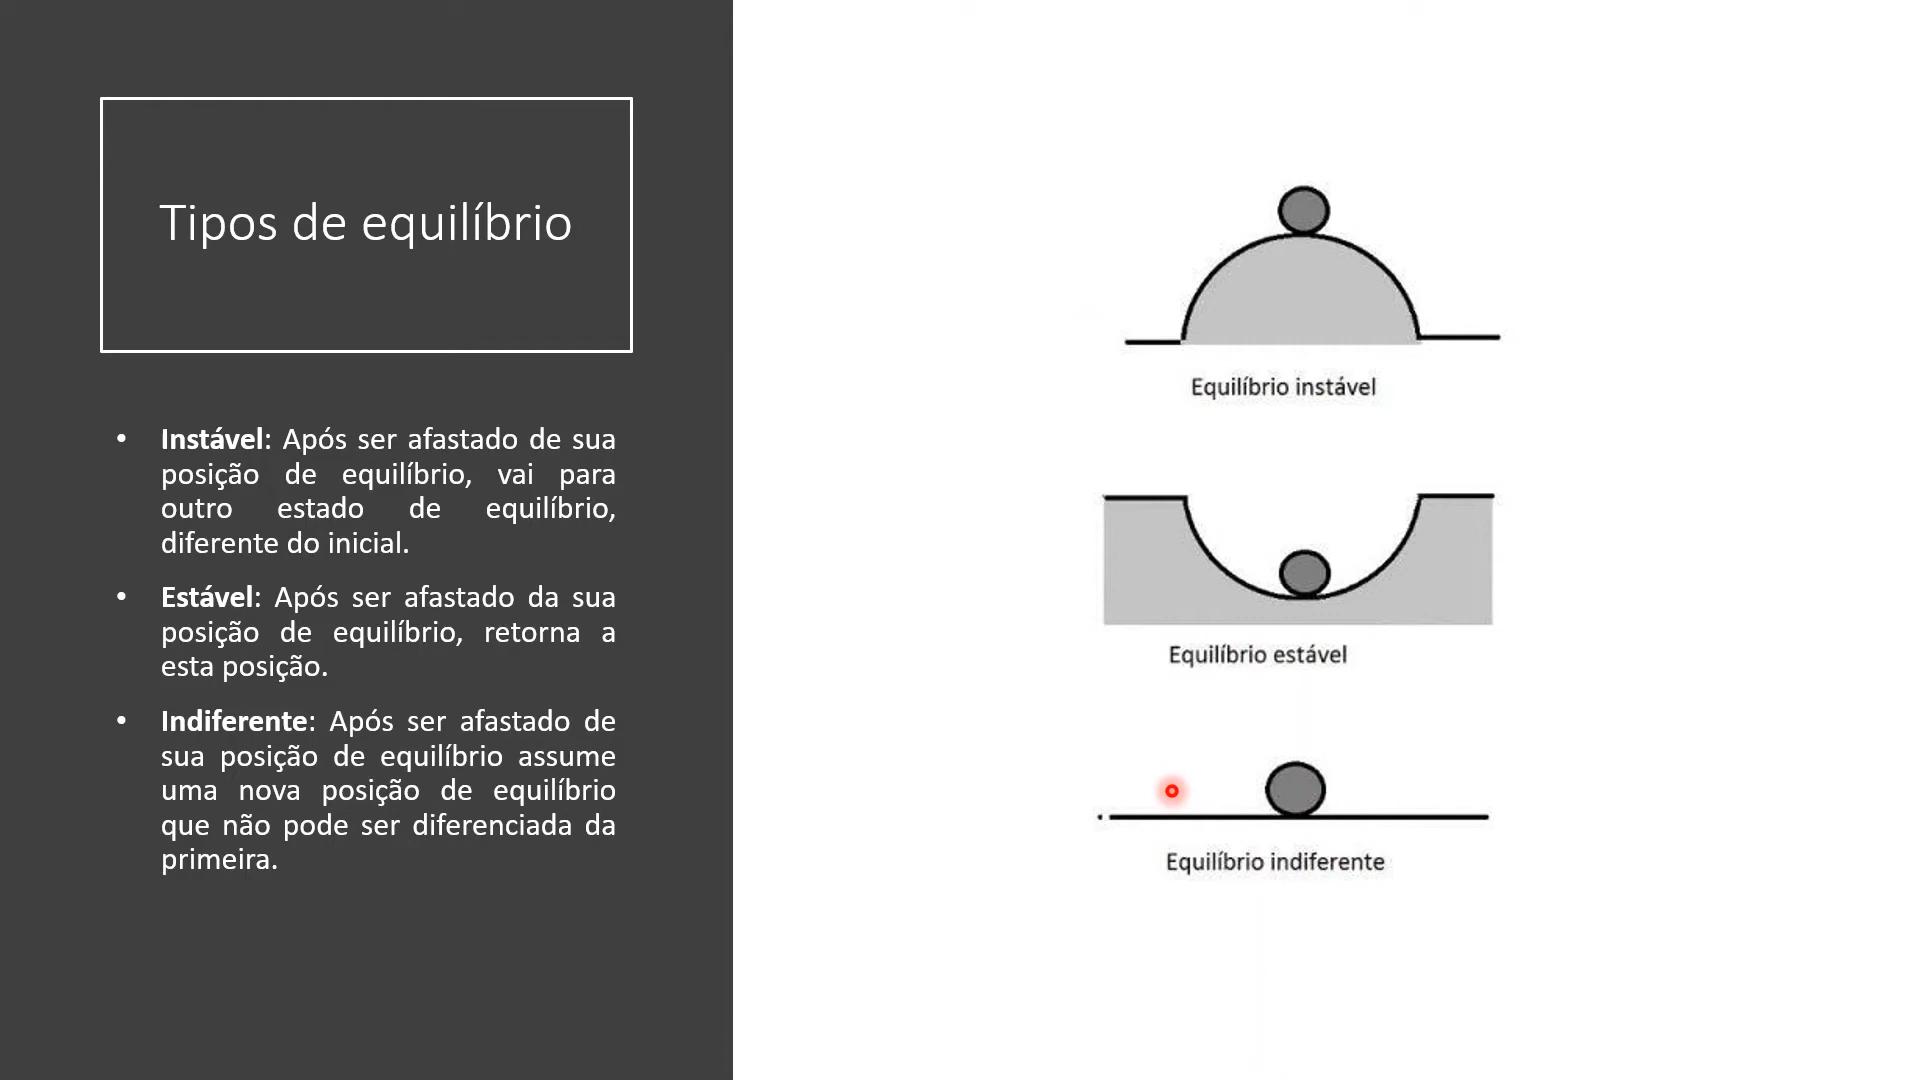 Tipos de equilíbrio
• Instável: Após ser afastado de sua
posição de equilíbrio, vai para
outro estado de equilíbrio,
diferente do inicial.
• Estável: Após ser afastado da sua
posição de equilíbrio, retorna a
esta posição.
• Indiferente: Após ser afastado de
sua posição de equilíbrio assume
uma nova posição de equilíbrio
que não pode ser diferenciada da
primeira.
Equilíbrio instável
Equilíbrio estável
Equilíbrio indiferente